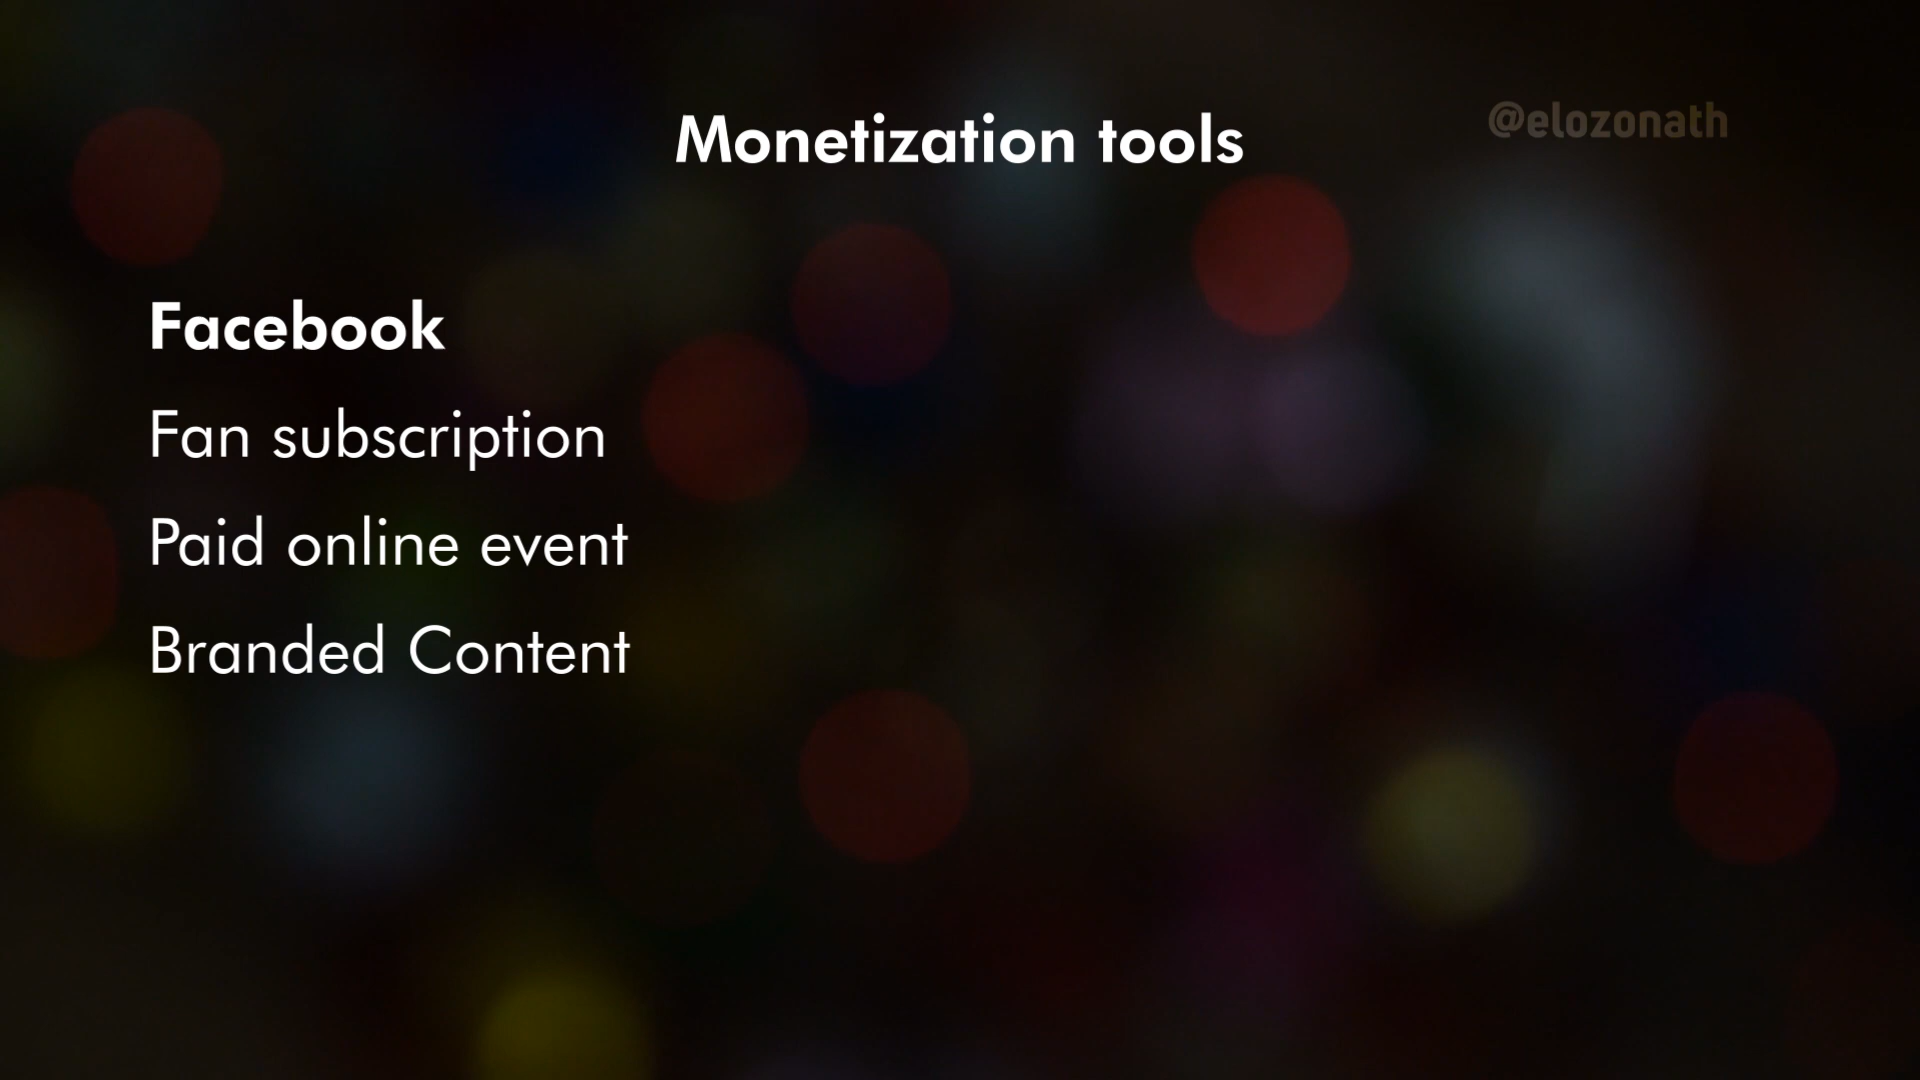 Monetization tools
@elozonath
Facebook
Fan subscription
Paid online event
Branded Content